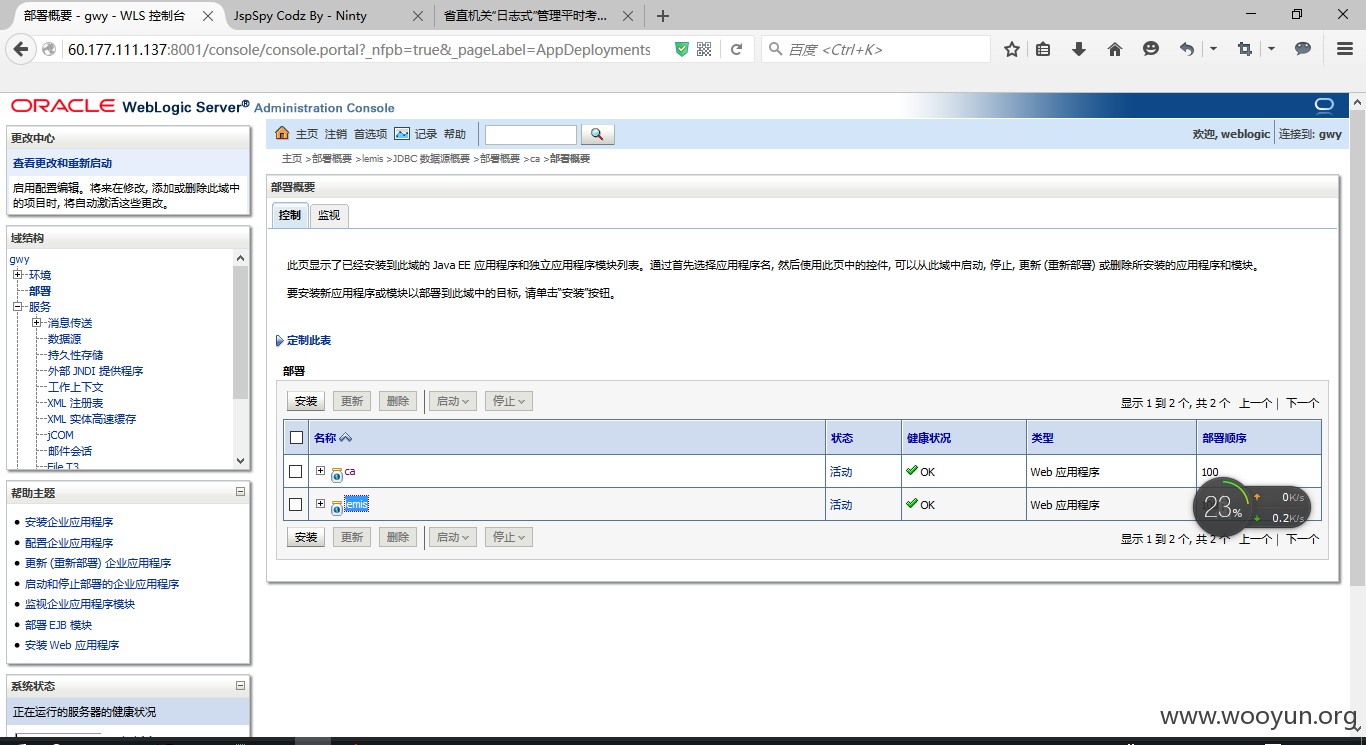 部署概要 - gwy - WLS 控制台
JspSpy Codz By - Ninty
省直机关“日志式”管理平时考...
60.177.111.137:8001/console/console.portal?_nfpb=true&_pageLabel=AppDeployments
百度 <Ctrl+K>
ORACLE WebLogic Server® Administration Console
更改中心
查看更改和重新启动
启用配置编辑。将来在修改, 添加或删除此域中
的项目时, 将自动激活这些更改。
域结构
gwy
环境
部署
服务
消息传送
数据源
持久性存储
外部 JNDI 提供程序
工作上下文
XML 注册表
XML 实体高速缓存
jCOM
邮件会话
File T3
帮助主题
安装企业应用程序
配置企业应用程序
更新 (重新部署) 企业应用程序
启动和停止部署的企业应用程序
监视企业应用程序模块
部署 EJB 模块
安装 Web 应用程序
系统状态
正在运行的服务器的健康状况
主页 注销 首选项 记录 帮助
欢迎, weblogic 连接到: gwy
主页 >部署概要 >lemis >JDBC 数据源概要 >部署概要 >ca >部署概要
部署概要
控制 监视
此页显示了已经安装到此域的 Java EE 应用程序和独立应用程序模块列表。通过首先选择应用程序名, 然后使用此页中的控件, 可以从此域中启动, 停止, 更新 (重新部署) 或删除所安装的应用程序和模块。
要安装新应用程序或模块以部署到此域中的目标, 请单击“安装”按钮。
定制此表
部署
安装 更新 删除 启动 停止 显示 1 到 2 个, 共 2 个 上一个 | 下一个
名称 状态 健康状况 类型 部署顺序
ca 活动 OK Web 应用程序 100
lemis 活动 OK Web 应用程序
23% 0K/s
0.2K/s
安装 更新 删除 启动 停止 显示 1 到 2 个, 共 2 个 上一个 | 下一个
www.wooyun.org